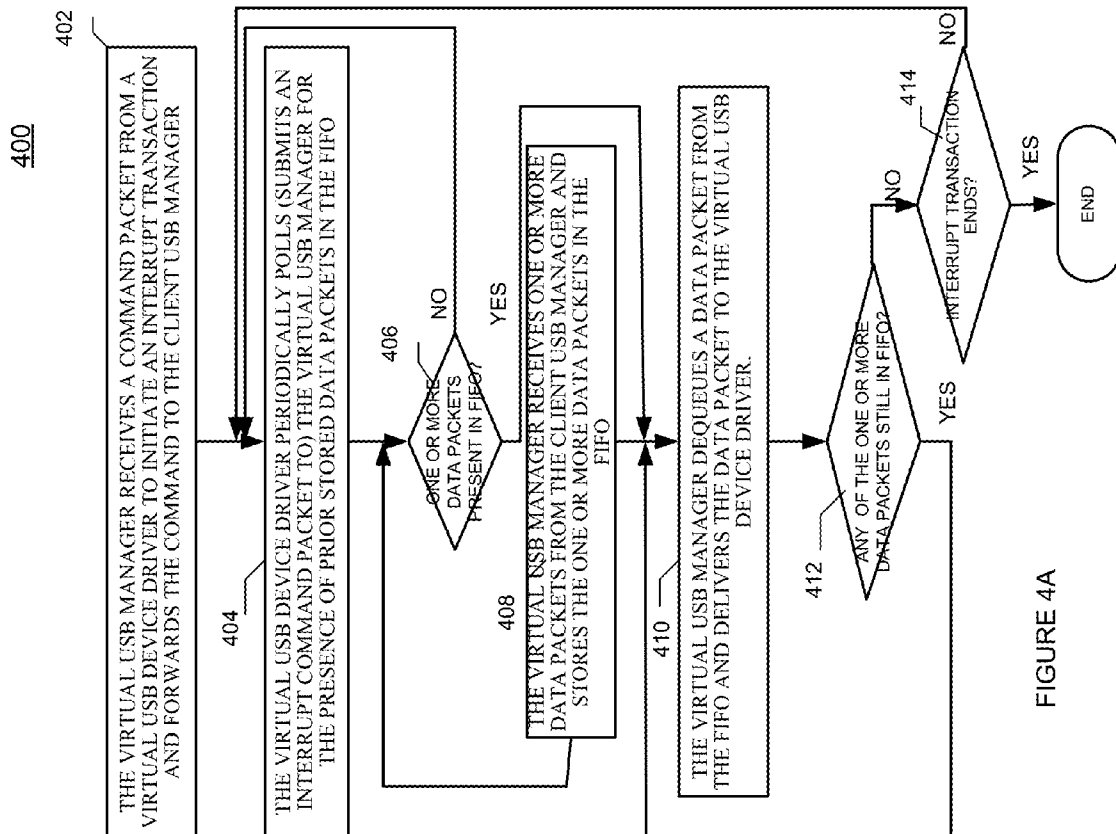 400
402
THE VIRTUAL USB MANAGER RECEIVES A COMMAND PACKET FROM A
VIRTUAL USB DEVICE DRIVER TO INITIATE AN INTERRUPT TRANSACTION
AND FORWARDS THE COMMAND TO THE CLIENT USB MANAGER
404
THE VIRTUAL USB DEVICE DRIVER PERIODICALLY POLLS (SUBMITS AN
INTERRUPT COMMAND PACKET TO) THE VIRTUAL USB MANAGER FOR
THE PRESENCE OF PRIOR STORED DATA PACKETS IN THE FIFO
406
ONE OR MORE
DATA PACKETS
PRESENT IN FIFO?
NO
YES
408
THE VIRTUAL USB MANAGER RECEIVES ONE OR MORE
DATA PACKETS FROM THE CLIENT USB MANAGER AND
STORES THE ONE OR MORE DATA PACKETS IN THE
FIFO
410
THE VIRTUAL USB MANAGER DEQUEUES A DATA PACKET FROM
THE FIFO AND DELIVERS THE DATA PACKET TO THE VIRTUAL USB
DEVICE DRIVER.
412
ANY OF THE ONE OR MORE
DATA PACKETS STILL IN FIFO?
NO
YES
414
INTERRUPT TRANSACTION
ENDS?
NO
YES
END
FIGURE 4A